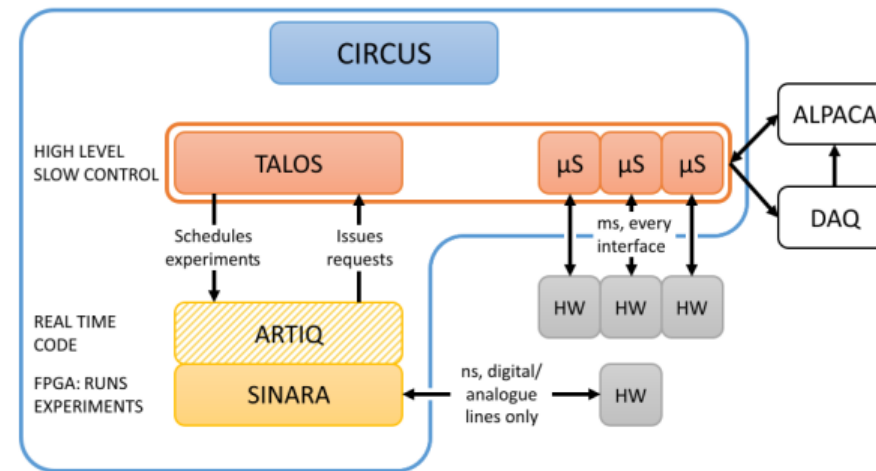 CIRCUS
HIGH LEVEL
SLOW CONTROL
TALOS
µS µS µS
ALPACA
DAQ
Schedules
experiments
Issues
requests
ms, every
interface
HW HW HW
REAL TIME
CODE
ARTIQ
FPGA: RUNS
EXPERIMENTS
SINARA
ns, digital/
analogue
lines only
HW